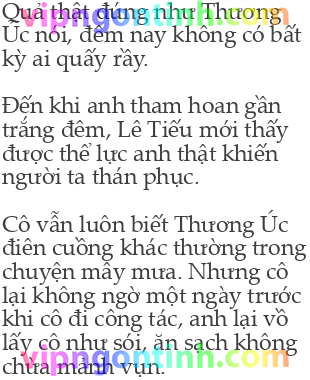 Quả thật đúng như Thương
Úc nói, đêm nay không có bất
kỳ ai quấy rầy.
Đến khi anh tham hoan gần
trắng đêm, Lê Tiếu mới thấy
được thể lực anh thật khiến
người ta thán phục.
Cô vẫn luôn biết Thương Úc
điên cuồng khác thường trong
chuyện mây mưa. Nhưng cô
lại không ngờ một ngày trước
khi cô đi công tác, anh lại vồ
lấy cô như sói, ăn sạch không
chừa mảnh vụn.
vipngontinh.com
vipngontinh.com